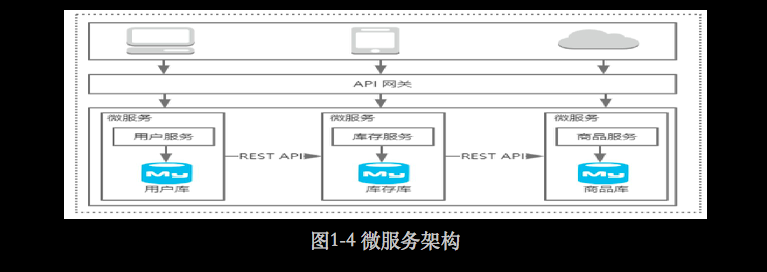 API 网关
微服务
微服务
微服务
用户服务
库存服务
商品服务
REST API
REST API
My
My
My
用户库
库存库
商品库
图1-4 微服务架构